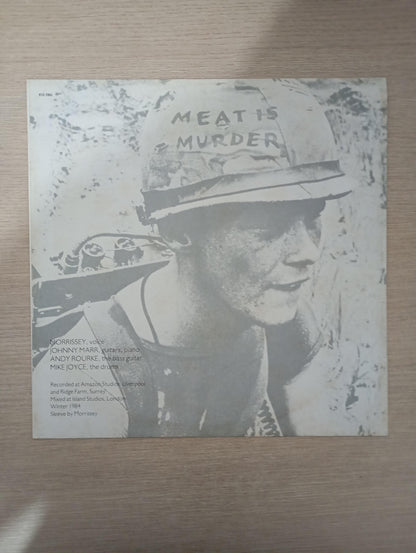 MEAT IS
MURDER
MORRISSEY, voice
JOHNNY MARR, guitars, piano
ANDY ROURKE, the bass guitar
MIKE JOYCE, the drums
Recorded at Amazon Studios, Liverpool
and Ridge Farm, Surrey
Mixed at Island Studios, London
Winter 1984
Sleeve by Morrissey